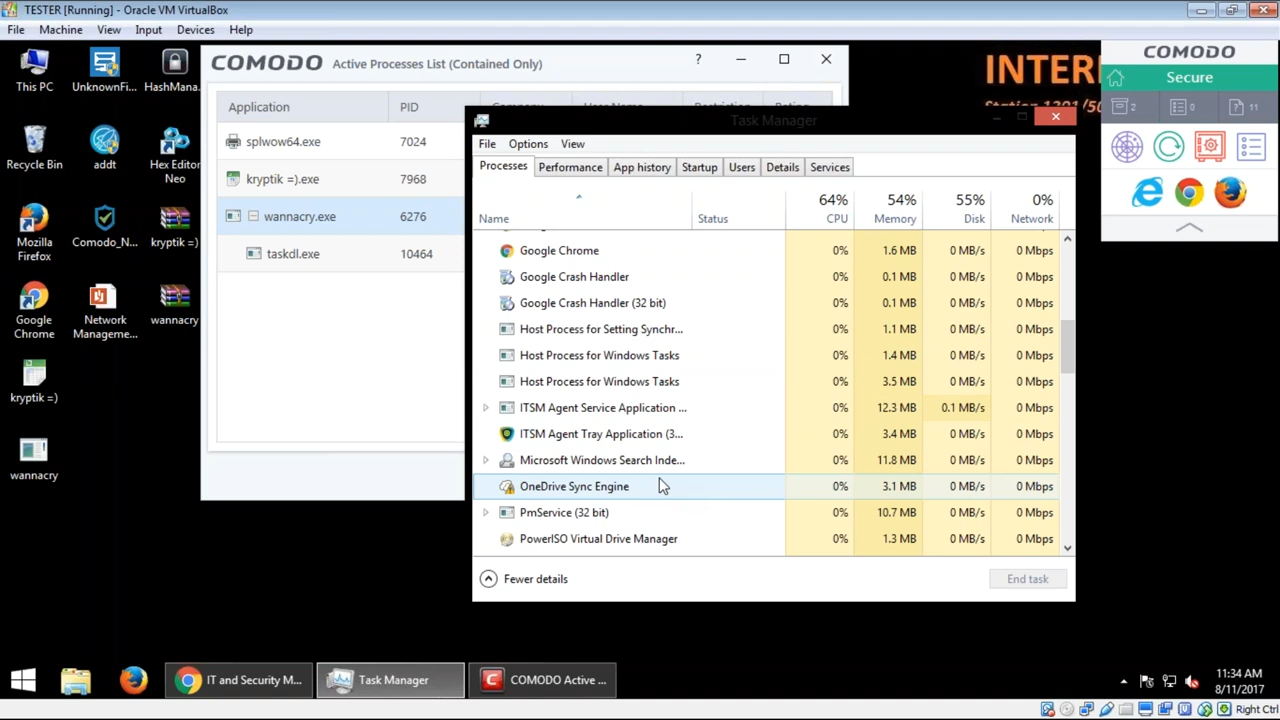 TESTER [Running] - Oracle VM VirtualBox
File Machine View Input Devices Help
This PC
UnknownFi...
HashMana...
Recycle Bin
addt
Hex Editor
Neo
Mozilla
Firefox
Comodo_N...
kryptik =)
Google
Chrome
Network
Manageme...
wannacry
kryptik =)
wannacry
COMODO Active Processes List (Contained Only)
?
Application PID Company User Name Restriction Rating
splwow64.exe 7024
kryptik =).exe 7968
wannacry.exe 6276
taskdl.exe 10464
Task Manager
File Options View
Processes Performance App history Startup Users Details Services
64% 54% 55% 0%
Name Status CPU Memory Disk Network
Google Chrome 0% 1.6 MB 0 MB/s 0 Mbps
Google Crash Handler 0% 0.1 MB 0 MB/s 0 Mbps
Google Crash Handler (32 bit) 0% 0.1 MB 0 MB/s 0 Mbps
Host Process for Setting Synchr... 0% 1.1 MB 0 MB/s 0 Mbps
Host Process for Windows Tasks 0% 1.4 MB 0 MB/s 0 Mbps
Host Process for Windows Tasks 0% 3.5 MB 0 MB/s 0 Mbps
ITSM Agent Service Application ... 0% 12.3 MB 0.1 MB/s 0 Mbps
ITSM Agent Tray Application (3... 0% 3.4 MB 0 MB/s 0 Mbps
Microsoft Windows Search Inde... 0% 11.8 MB 0 MB/s 0 Mbps
OneDrive Sync Engine 0% 3.1 MB 0 MB/s 0 Mbps
PmService (32 bit) 0% 10.7 MB 0 MB/s 0 Mbps
PowerISO Virtual Drive Manager 0% 1.3 MB 0 MB/s 0 Mbps
Fewer details End task
INTER
COMODO
Secure
2 0 11
IT and Security M...
Task Manager
COMODO Active ...
11:34 AM
8/11/2017
Right Ctrl